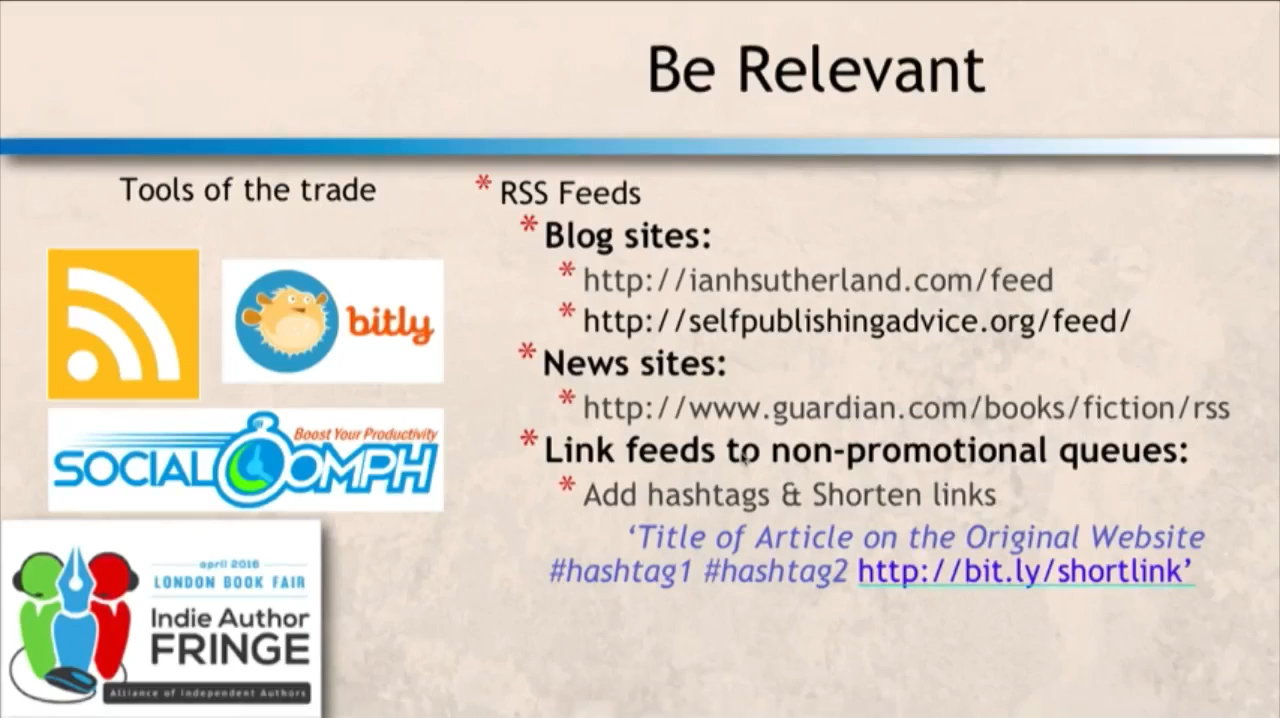 Be Relevant
Tools of the trade
bitly
Boost Your Productivity
SOCIAL OOMPH
april 2016
LONDON BOOK FAIR
Indie Author
FRINGE
Alliance of Independent Authors
* RSS Feeds
* Blog sites:
* http://ianhsutherland.com/feed
* http://selfpublishingadvice.org/feed/
* News sites:
* http://www.guardian.com/books/fiction/rss
* Link feeds to non-promotional queues:
* Add hashtags & Shorten links
‘Title of Article on the Original Website
#hashtag1 #hashtag2 http://bit.ly/shortlink’